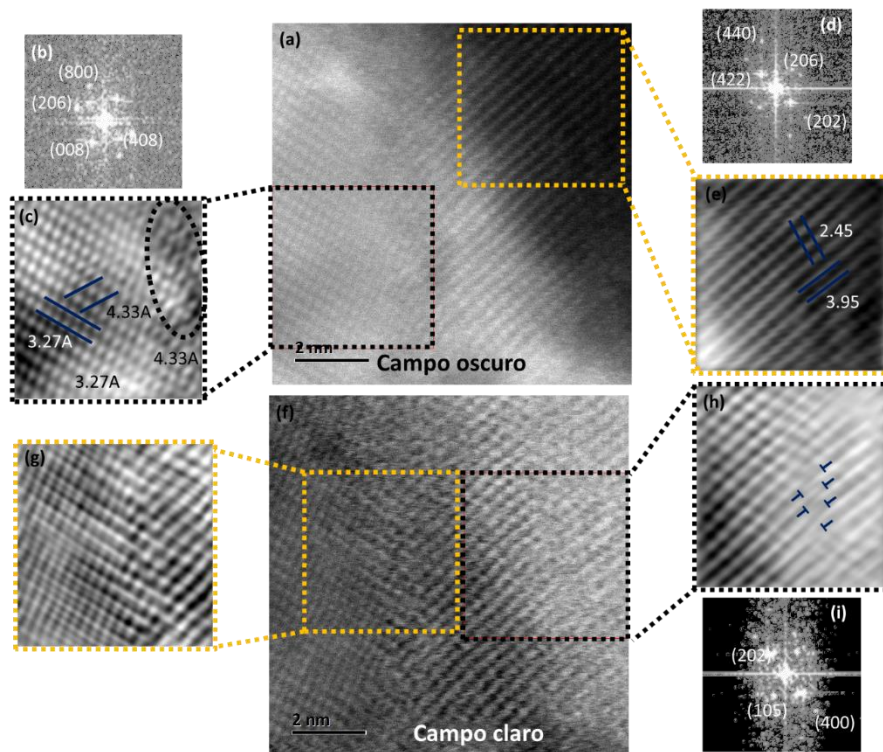 (a)
2 nm
Campo oscuro
(b)
(800)
(206)
(008)
(408)
(c)
4.33A
3.27A
4.33A
3.27A
(d)
(440)
(206)
(422)
(202)
(e)
2.45
3.95
(f)
2 nm
Campo claro
(g)
(h)
(i)
(202)
(105)
(400)